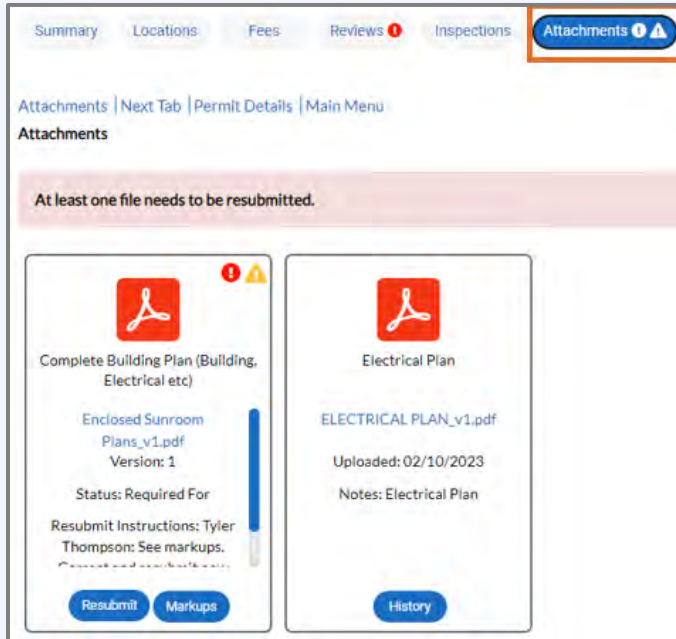 Summary Locations Fees Reviews Inspections Attachments
Attachments | Next Tab | Permit Details | Main Menu
Attachments
At least one file needs to be resubmitted.
Complete Building Plan (Building,
Electrical etc)
Enclosed Sunroom
Plans_v1.pdf
Version: 1
Status: Required For
Resubmit Instructions: Tyler
Thompson: See markups.
Resubmit Markups
Electrical Plan
ELECTRICAL PLAN_v1.pdf
Uploaded: 02/10/2023
Notes: Electrical Plan
History